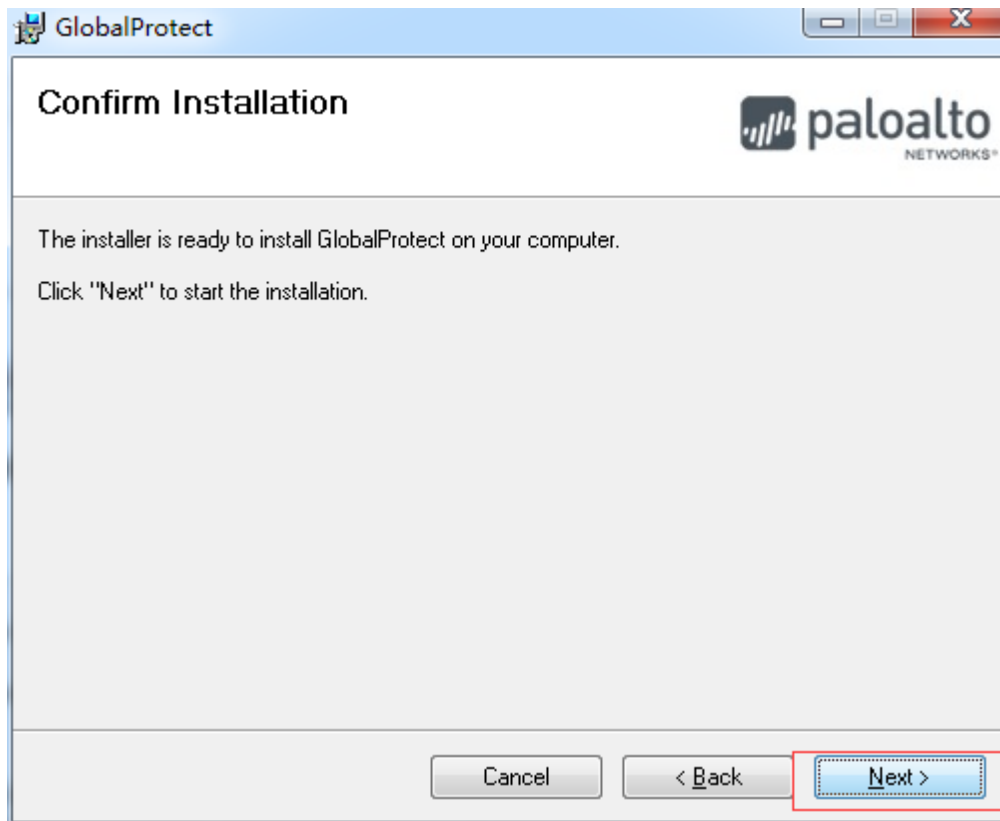 GlobalProtect
Confirm Installation
paloalto
NETWORKS®
The installer is ready to install GlobalProtect on your computer.
Click "Next" to start the installation.
Cancel
< Back
Next >